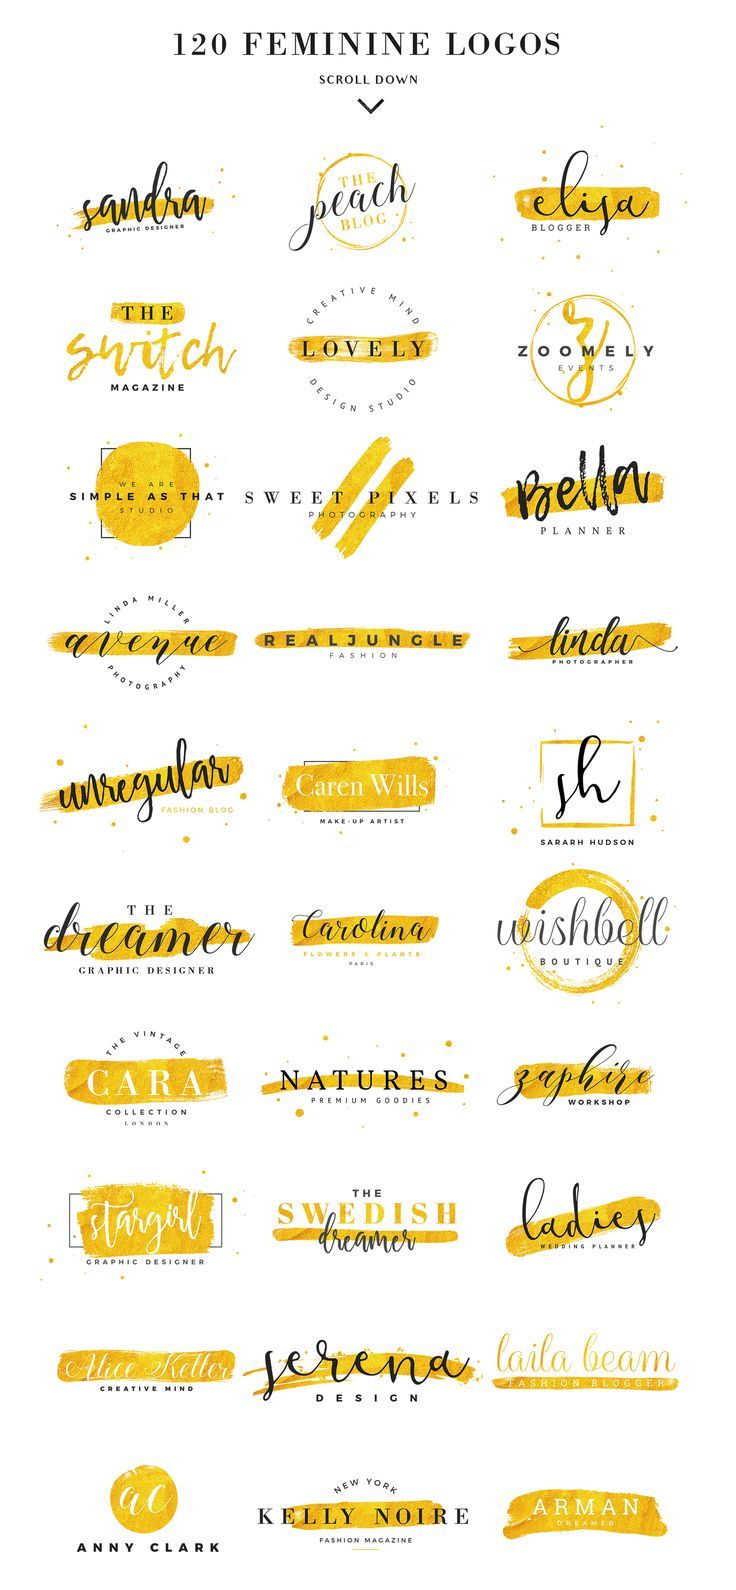 120 FEMININE LOGOS
SCROLL DOWN
sandra
GRAPHIC DESIGNER
THE
peach
BLOG
elisa
BLOGGER
THE
switch
MAGAZINE
CREATIVE MIND
LOVELY
DESIGN STUDIO
z
ZOOMELY
EVENTS
WE ARE
SIMPLE AS THAT
STUDIO
SWEET PIXELS
PHOTOGRAPHY
Bella
PLANNER
LINDA MILLER
avenue
PHOTOGRAPHY
REALJUNGLE
FASHION
linda
PHOTOGRAPHER
unregular
FASHION BLOG
Caren Wills
MAKE-UP ARTIST
sh
SARARH HUDSON
THE
dreamer
GRAPHIC DESIGNER
Carolina
FLOWERS & PLANTS
PARIS
wishbell
BOUTIQUE
THE VINTAGE
CARA
COLLECTION
LONDON
NATURES
PREMIUM GOODIES
zaphire
WORKSHOP
stargirl
GRAPHIC DESIGNER
THE
SWEDISH
dreamer
ladies
WEDDING PLANNER
Alice Keller
CREATIVE MIND
serena
DESIGN
laila beam
FASHION BLOGGER
ac
ANNY CLARK
NEW YORK
KELLY NOIRE
FASHION MAGAZINE
ARMAN
DREAMER